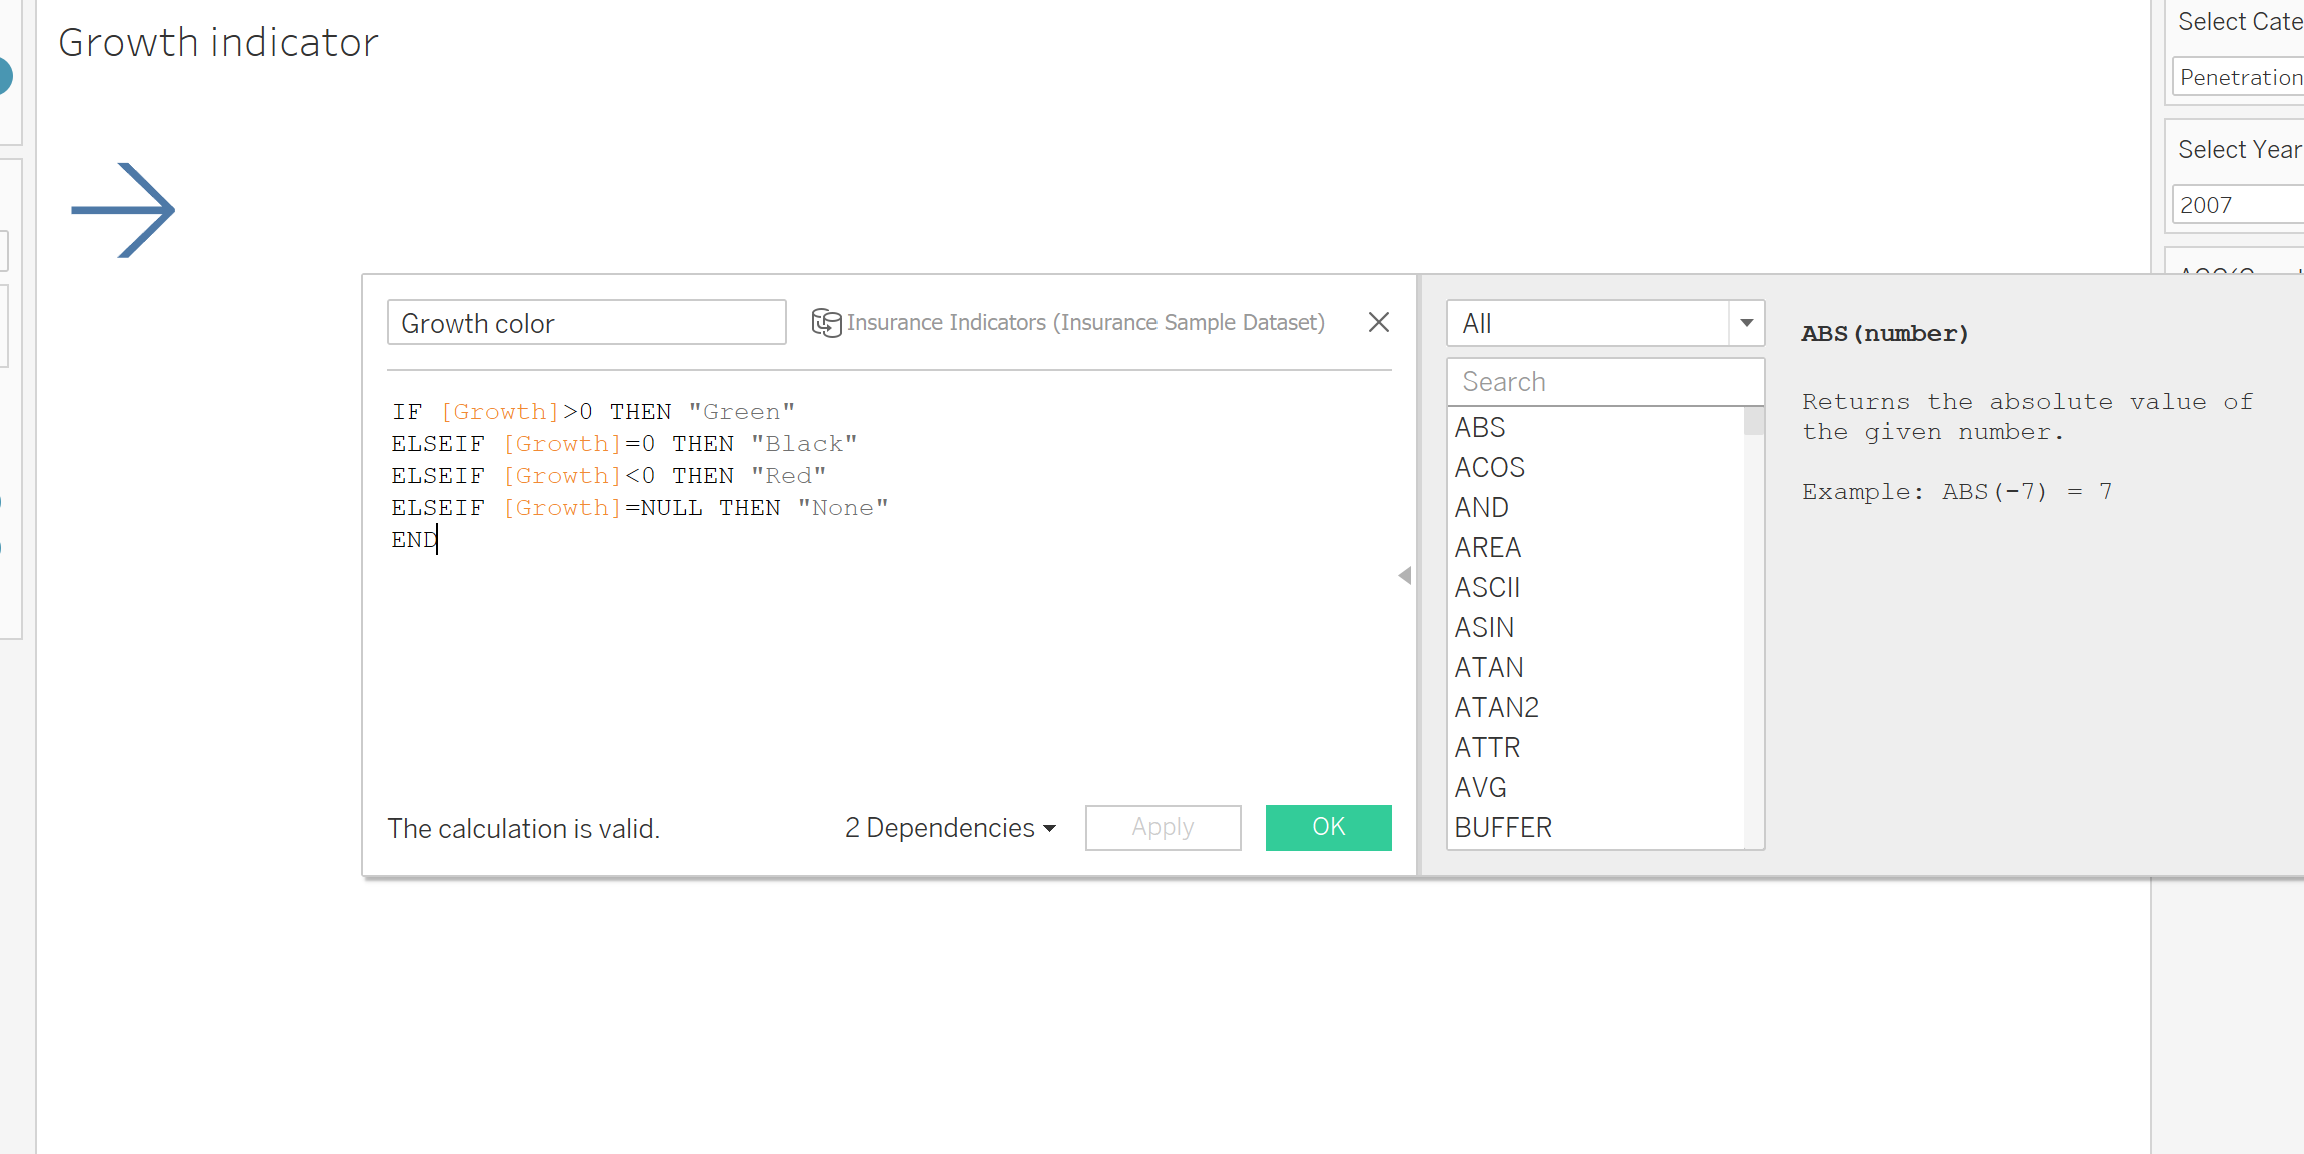 Growth indicator
Select Cate
Penetration
Select Year
2007
Growth color
Insurance Indicators (Insurance Sample Dataset)
IF [Growth]>0 THEN "Green"
ELSEIF [Growth]=0 THEN "Black"
ELSEIF [Growth]<0 THEN "Red"
ELSEIF [Growth]=NULL THEN "None"
END
The calculation is valid.
2 Dependencies
Apply
OK
All
Search
ABS
ACOS
AND
AREA
ASCII
ASIN
ATAN
ATAN2
ATTR
AVG
BUFFER
ABS(number)
Returns the absolute value of
the given number.
Example: ABS(-7) = 7